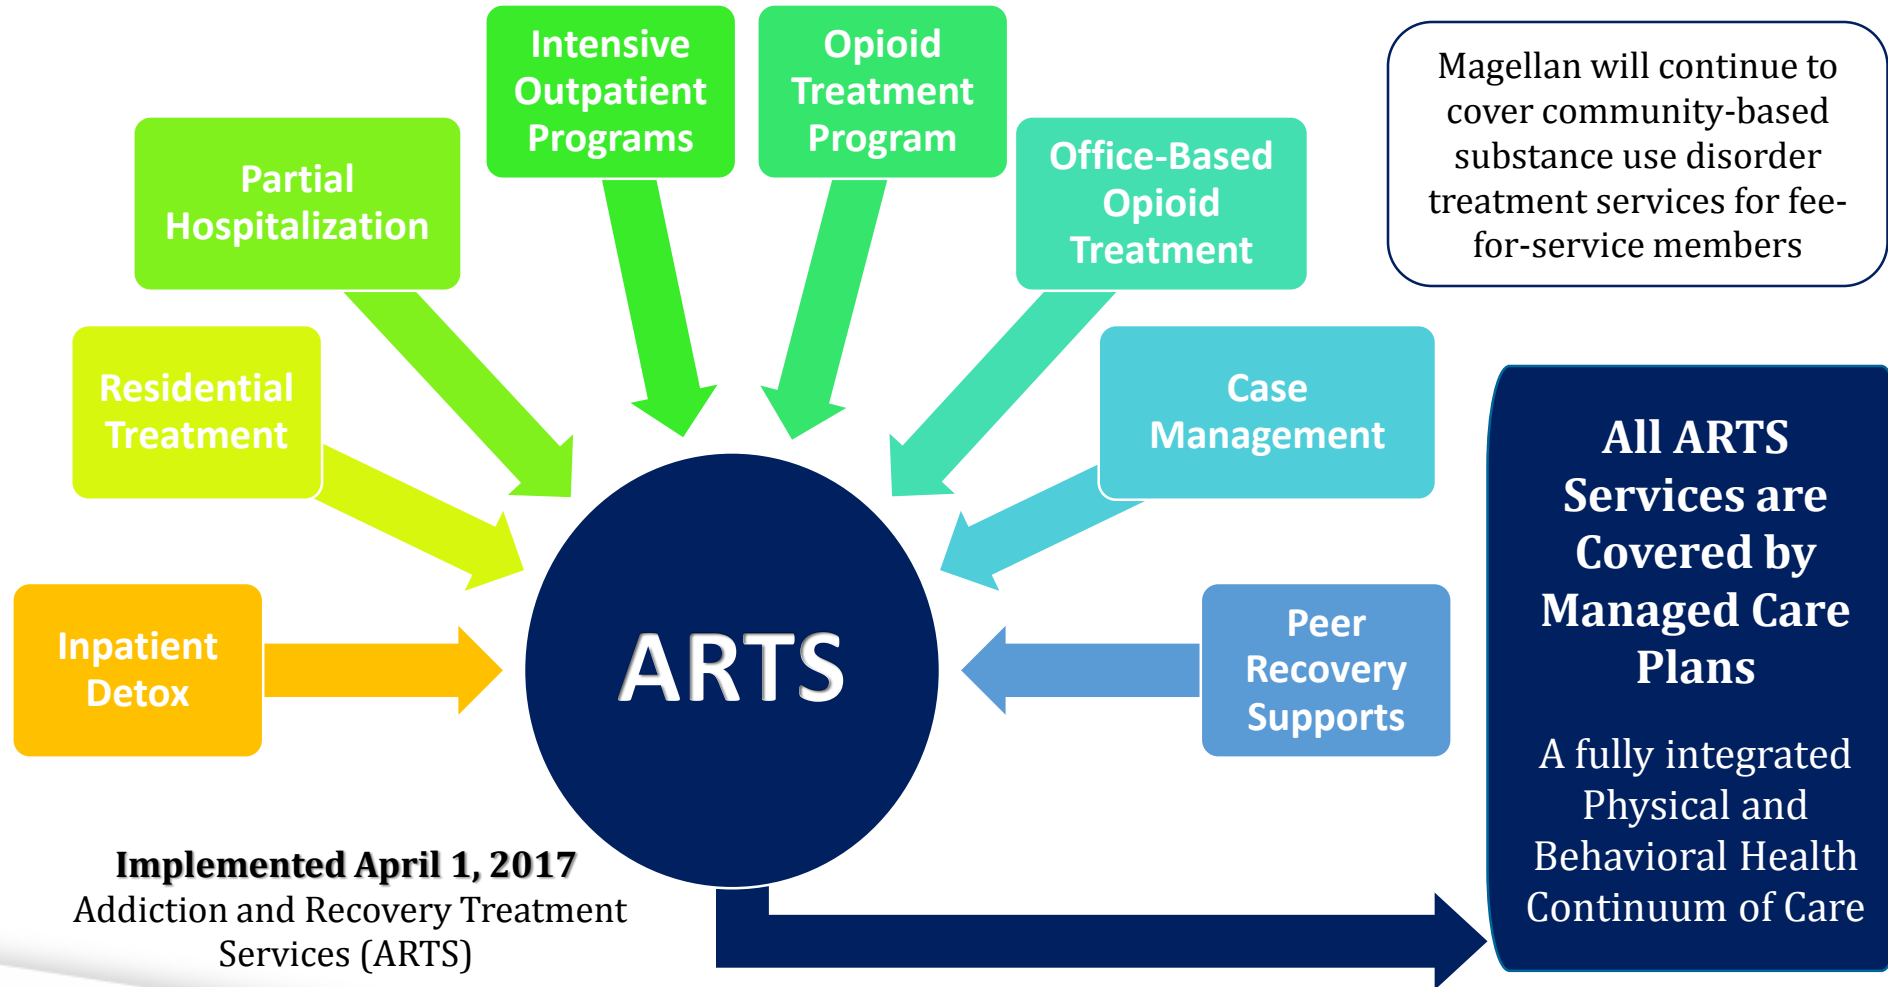 Intensive
Outpatient
Programs
Opioid
Treatment
Program
Magellan will continue to
cover community-based
substance use disorder
treatment services for fee-
for-service members
Partial
Hospitalization
Office-Based
Opioid
Treatment
Residential
Treatment
Case
Management
All ARTS
Services are
Covered by
Managed Care
Plans
A fully integrated
Physical and
Behavioral Health
Continuum of Care
Inpatient
Detox
ARTS
Peer
Recovery
Supports
Implemented April 1, 2017
Addiction and Recovery Treatment
Services (ARTS)